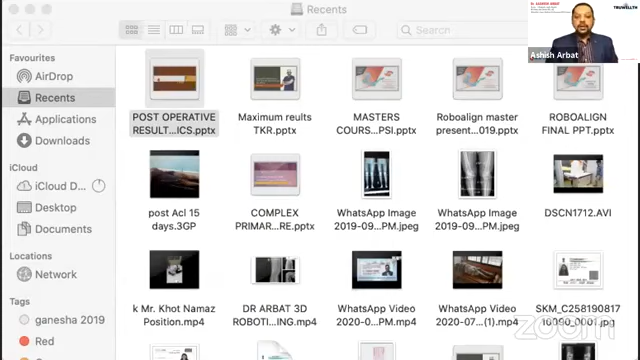 Recents
Search
Ashish Arbat
Favourites
AirDrop
Recents
Applications
Downloads
iCloud
iCloud D...
Desktop
Documents
Locations
Network
Tags
ganesha 2019
Red
POST OPERATIVE
RESULT...ICS.pptx
Maximum reults
TKR.pptx
MASTERS
COURS...PSI.pptx
Roboalign master
present...019.pptx
ROBOALIGN
FINAL PPT.pptx
post Acl 15
days.3GP
COMPLEX
PRIMAR...RE.pptx
WhatsApp Image
2019-09...PM.jpeg
WhatsApp Image
2019-09...PM.jpeg
DSCN1712.AVI
k Mr. Khot Namaz
Position.mp4
DR ARBAT 3D
ROBOTI...ING.mp4
WhatsApp Video
2020-0...PM.mp4
WhatsApp Video
2020-07...(1).mp4
SKM_C258190817
zoom